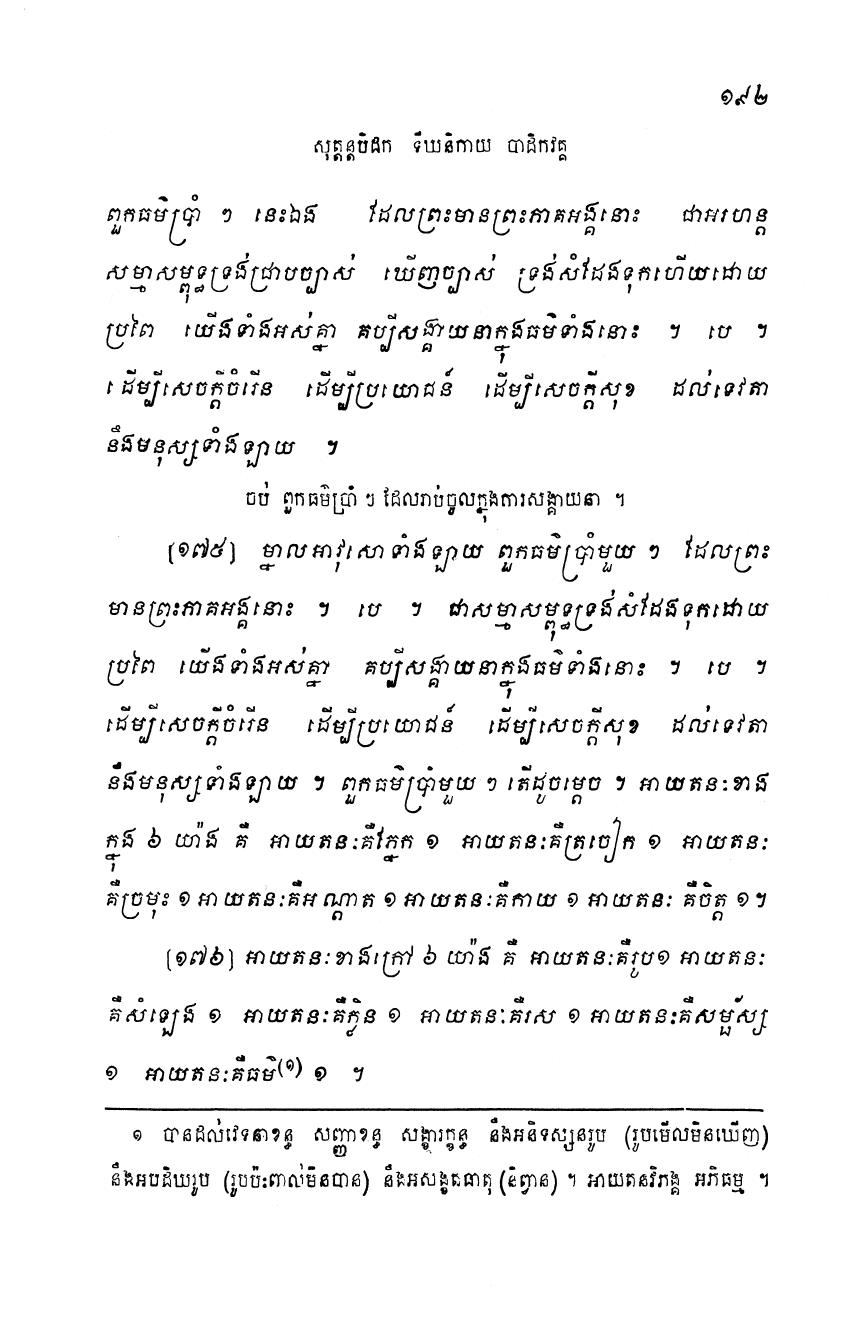 ១៩២
សុត្តន្តបិដក ទីឃនិកាយ បាដិកវគ្គ
ពួកធម៌ប្រាំ ៗ នេះឯង ដែលព្រះមានព្រះភាគអង្គនោះ ជាអរហន្ត
សម្មាសម្ពុទ្ធទ្រង់ជ្រាបច្បាស់ ឃើញច្បាស់ ទ្រង់សំដែងទុកហើយដោយ
ប្រពៃ យើងទាំងអស់គ្នា គប្បីសង្គាយនាក្នុងធម៌ទាំងនោះ ។ បេ ។
ដើម្បីសេចក្តីចំរើន ដើម្បីប្រយោជន៍ ដើម្បីសេចក្តីសុខ ដល់ទេវតា
នឹងមនុស្សទាំងឡាយ ។
ចប់ ពួកធម៌ប្រាំ ៗ ដែលរាប់ចូលក្នុងការសង្គាយនា ។
[១៧៥] ម្នាលអាវុសោទាំងឡាយ ពួកធម៌ប្រាំមួយ ៗ ដែលព្រះ
មានព្រះភាគអង្គនោះ ។ បេ ។ ជាសម្មាសម្ពុទ្ធទ្រង់សំដែងទុកដោយ
ប្រពៃ យើងទាំងអស់គ្នា គប្បីសង្គាយនាក្នុងធម៌ទាំងនោះ ។ បេ ។
ដើម្បីសេចក្តីចំរើន ដើម្បីប្រយោជន៍ ដើម្បីសេចក្តីសុខ ដល់ទេវតា
នឹងមនុស្សទាំងឡាយ ។ ពួកធម៌ប្រាំមួយ ៗ តើដូចម្តេច ។ អាយតនៈខាង
ក្នុង ៦ យ៉ាង គឺ អាយតនៈគឺភ្នែក ១ អាយតនៈគឺត្រចៀក ១ អាយតនៈ
គឺច្រមុះ ១ អាយតនៈគឺអណ្តាត ១ អាយតនៈគឺកាយ ១ អាយតនៈ គឺចិត្ត ១។
[១៧៦] អាយតនៈខាងក្រៅ ៦ យ៉ាង គឺ អាយតនៈគឺរូប១ អាយតនៈ
គឺសំឡេង ១ អាយតនៈគឺក្លិន ១ អាយតនៈគឺរស ១ អាយតនៈគឺសម្ផ័ស្ស
១ អាយតនៈគឺធម៌(១) ១ ។
១ បានដល់វេទនាខន្ធ សញ្ញាខន្ធ សង្ខារក្ខន្ធ នឹងអនិទស្សនរូប (រូបមើលមិនឃើញ)
នឹងអបដិឃរូប (រូបប៉ះពាល់មិនបាន) នឹងអសង្ខតធាតុ (និព្វាន) ។ អាយតនវិភង្គ អភិធម្ម ។